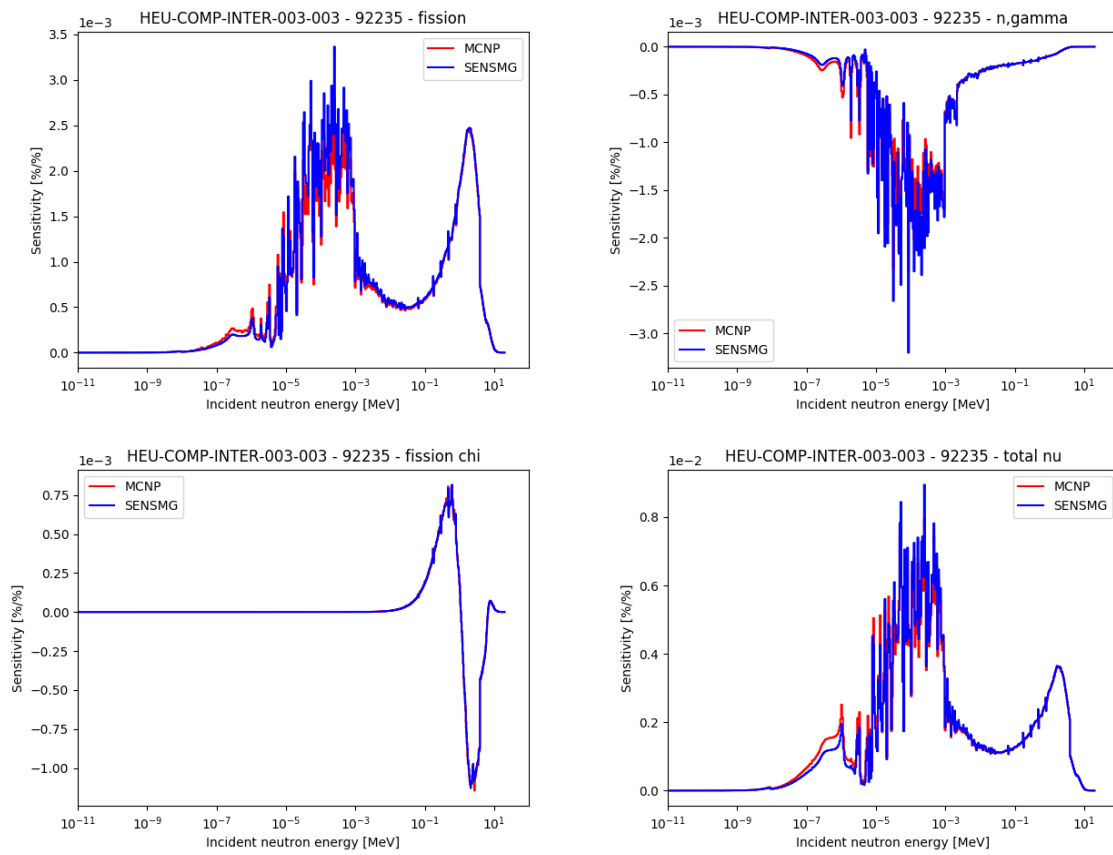 HEU-COMP-INTER-003-003 - 92235 - fission
1e−3
MCNP
SENSMG
3.5
3.0
2.5
2.0
1.5
1.0
0.5
0.0
Sensitivity [%/%]
10−11
10−9
10−7
10−5
10−3
10−1
101
Incident neutron energy [MeV]
HEU-COMP-INTER-003-003 - 92235 - n,gamma
1e−3
0.0
−0.5
−1.0
−1.5
−2.0
−2.5
−3.0
Sensitivity [%/%]
MCNP
SENSMG
10−11
10−9
10−7
10−5
10−3
10−1
101
Incident neutron energy [MeV]
HEU-COMP-INTER-003-003 - 92235 - fission chi
1e−3
MCNP
SENSMG
0.75
0.50
0.25
0.00
−0.25
−0.50
−0.75
−1.00
Sensitivity [%/%]
10−11
10−9
10−7
10−5
10−3
10−1
101
Incident neutron energy [MeV]
HEU-COMP-INTER-003-003 - 92235 - total nu
1e−2
MCNP
SENSMG
0.8
0.6
0.4
0.2
0.0
Sensitivity [%/%]
10−11
10−9
10−7
10−5
10−3
10−1
101
Incident neutron energy [MeV]